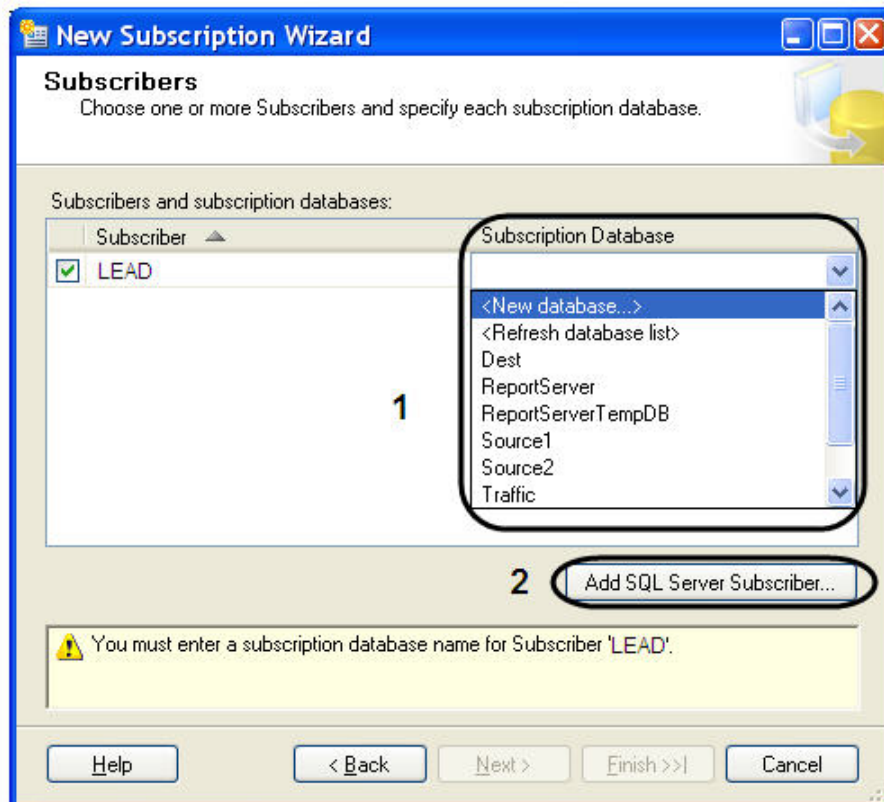 New Subscription Wizard
Subscribers
Choose one or more Subscribers and specify each subscription database.
Subscribers and subscription databases:
Subscriber Subscription Database
LEAD
<New database...>
<Refresh database list>
Dest
ReportServer
1
ReportServerTempDB
Source1
Source2
Traffic
2 Add SQL Server Subscriber...
You must enter a subscription database name for Subscriber 'LEAD'.
Help < Back Next > Finish >>| Cancel